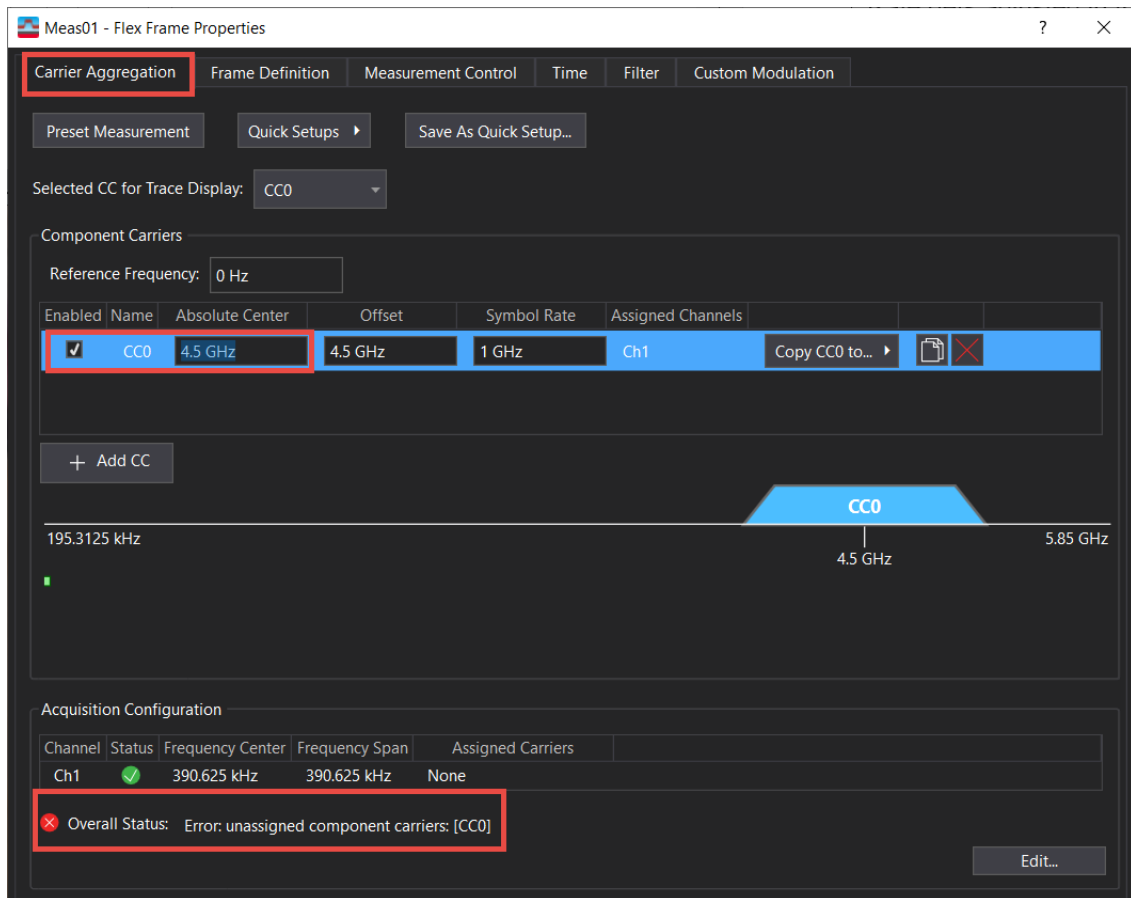 Meas01 - Flex Frame Properties ?
Carrier Aggregation Frame Definition Measurement Control Time Filter Custom Modulation
Preset Measurement Quick Setups Save As Quick Setup...
Selected CC for Trace Display: CC0
Component Carriers
Reference Frequency: 0 Hz
Enabled Name Absolute Center Offset Symbol Rate Assigned Channels
CC0 4.5 GHz 4.5 GHz 1 GHz Ch1 Copy CC0 to...
+ Add CC
CC0
195.3125 kHz 5.85 GHz
4.5 GHz
Acquisition Configuration
Channel Status Frequency Center Frequency Span Assigned Carriers
Ch1 390.625 kHz 390.625 kHz None
Overall Status: Error: unassigned component carriers: [CC0]
Edit...